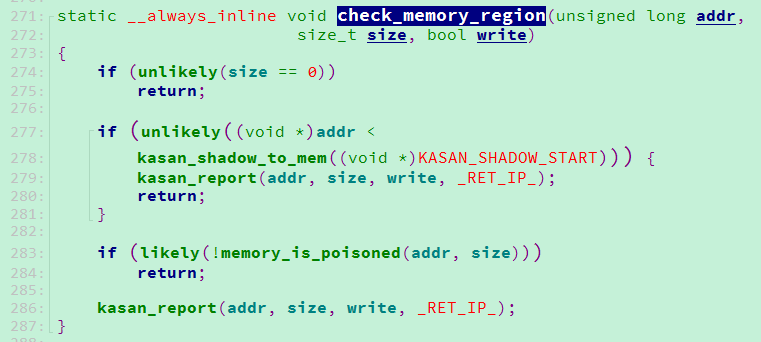 271: static __always_inline void check_memory_region(unsigned long addr,
272:                         size_t size, bool write)
273: {
274:     if (unlikely(size == 0))
275:         return;
276:
277:     if (unlikely((void *)addr <
278:         kasan_shadow_to_mem((void *)KASAN_SHADOW_START))) {
279:         kasan_report(addr, size, write, _RET_IP_);
280:         return;
281:     }
282:
283:     if (likely(!memory_is_poisoned(addr, size)))
284:         return;
285:
286:     kasan_report(addr, size, write, _RET_IP_);
287: }